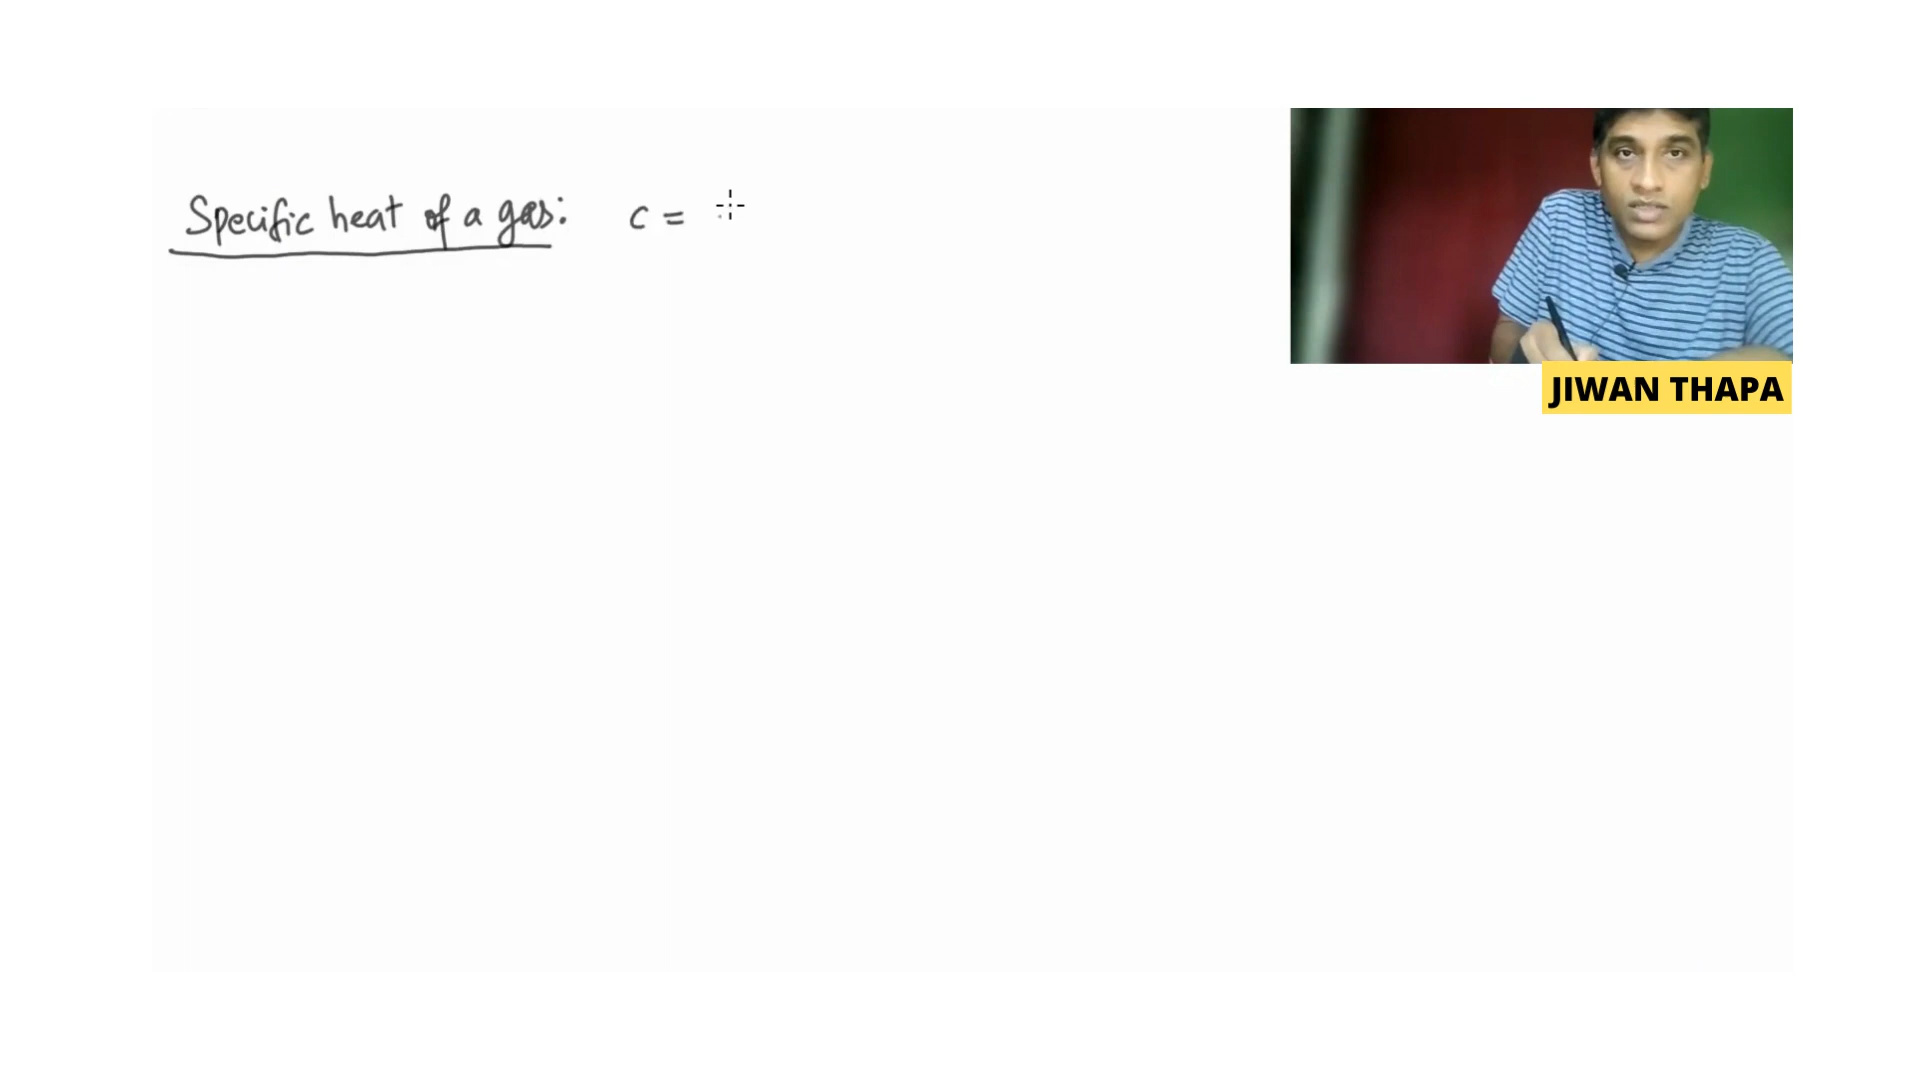 Specific heat of a gas: c =
JIWAN THAPA